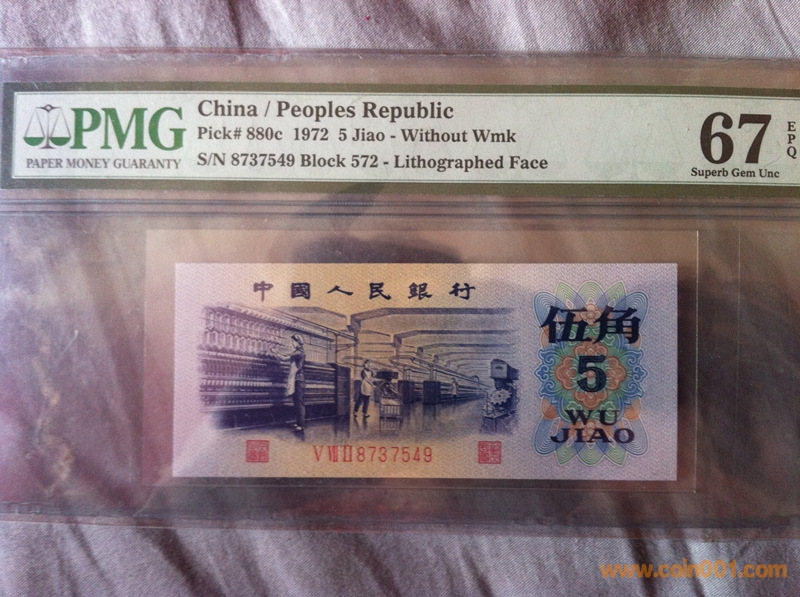 PMG
PAPER MONEY GUARANTY
China / Peoples Republic
Pick# 880c 1972 5 Jiao - Without Wmk
S/N 8737549 Block 572 - Lithographed Face
67
EPQ
Superb Gem Unc
中國人民銀行
伍角
5
WU
JIAO
V VII II 8737549
www.coin001.com